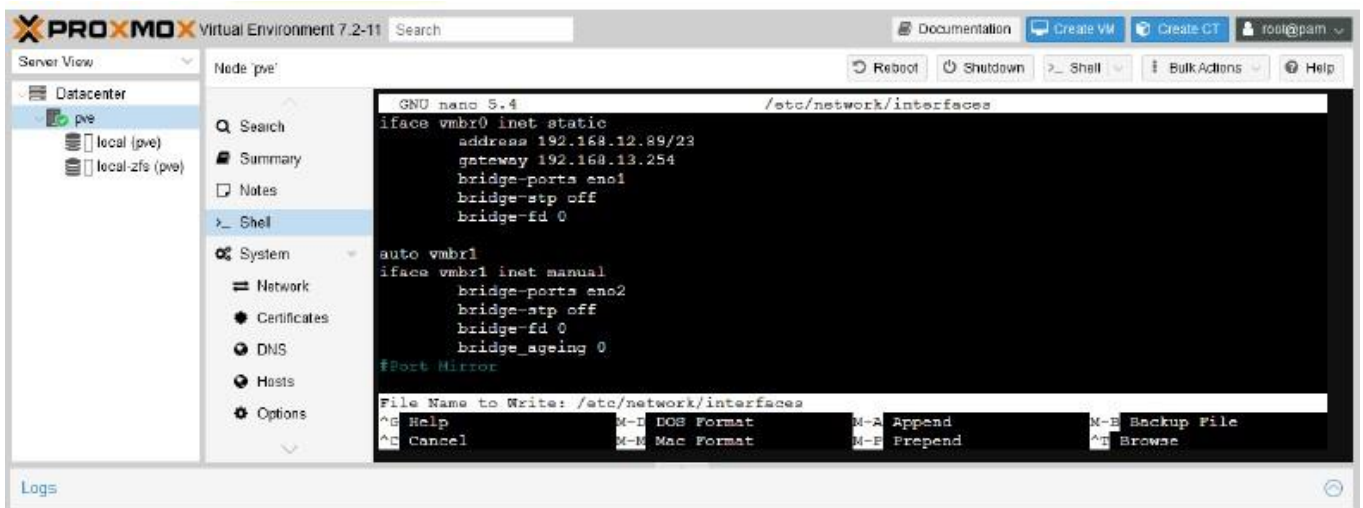 PROXMOX Virtual Environment 7.2-11 Search Documentation Create VM Create CT root@pam
Server View
Datacenter
pve
local (pve)
local-zfs (pve)
Node 'pve' Reboot Shutdown >_ Shell Bulk Actions Help
Search
Summary
Notes
>_ Shell
System
Network
Certificates
DNS
Hosts
Options
GNU nano 5.4 /etc/network/interfaces
iface vmbr0 inet static
address 192.168.12.89/23
gateway 192.168.13.254
bridge-ports eno1
bridge-stp off
bridge-fd 0
auto vmbr1
iface vmbr1 inet manual
bridge-ports eno2
bridge-stp off
bridge-fd 0
bridge_ageing 0
#Port Mirror
File Name to Write: /etc/network/interfaces
^G Help M-D DOS Format M-A Append M-B Backup File
^C Cancel M-M Mac Format M-P Prepend ^T Browse
Logs